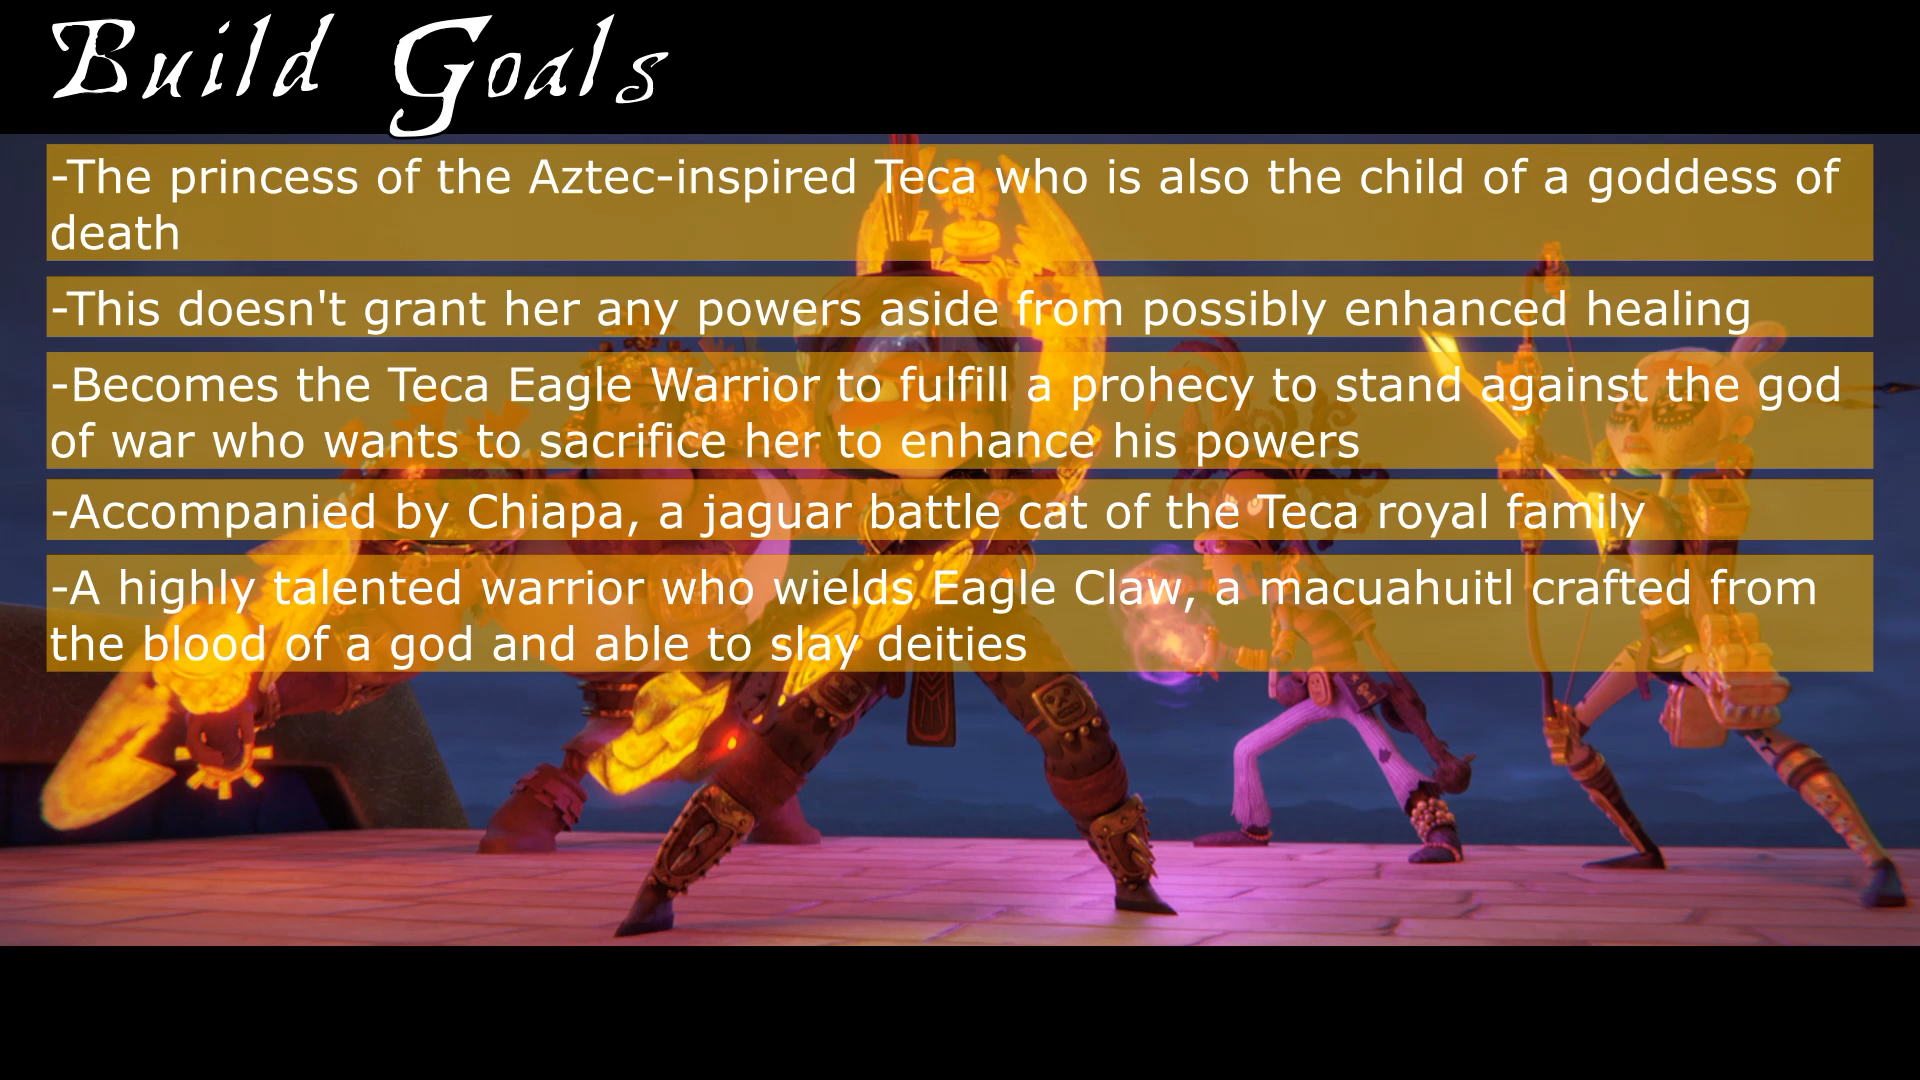 Build Goals
-The princess of the Aztec-inspired Teca who is also the child of a goddess of
death
-This doesn't grant her any powers aside from possibly enhanced healing
-Becomes the Teca Eagle Warrior to fulfill a prohecy to stand against the god
of war who wants to sacrifice her to enhance his powers
-Accompanied by Chiapa, a jaguar battle cat of the Teca royal family
-A highly talented warrior who wields Eagle Claw, a macuahuitl crafted from
the blood of a god and able to slay deities